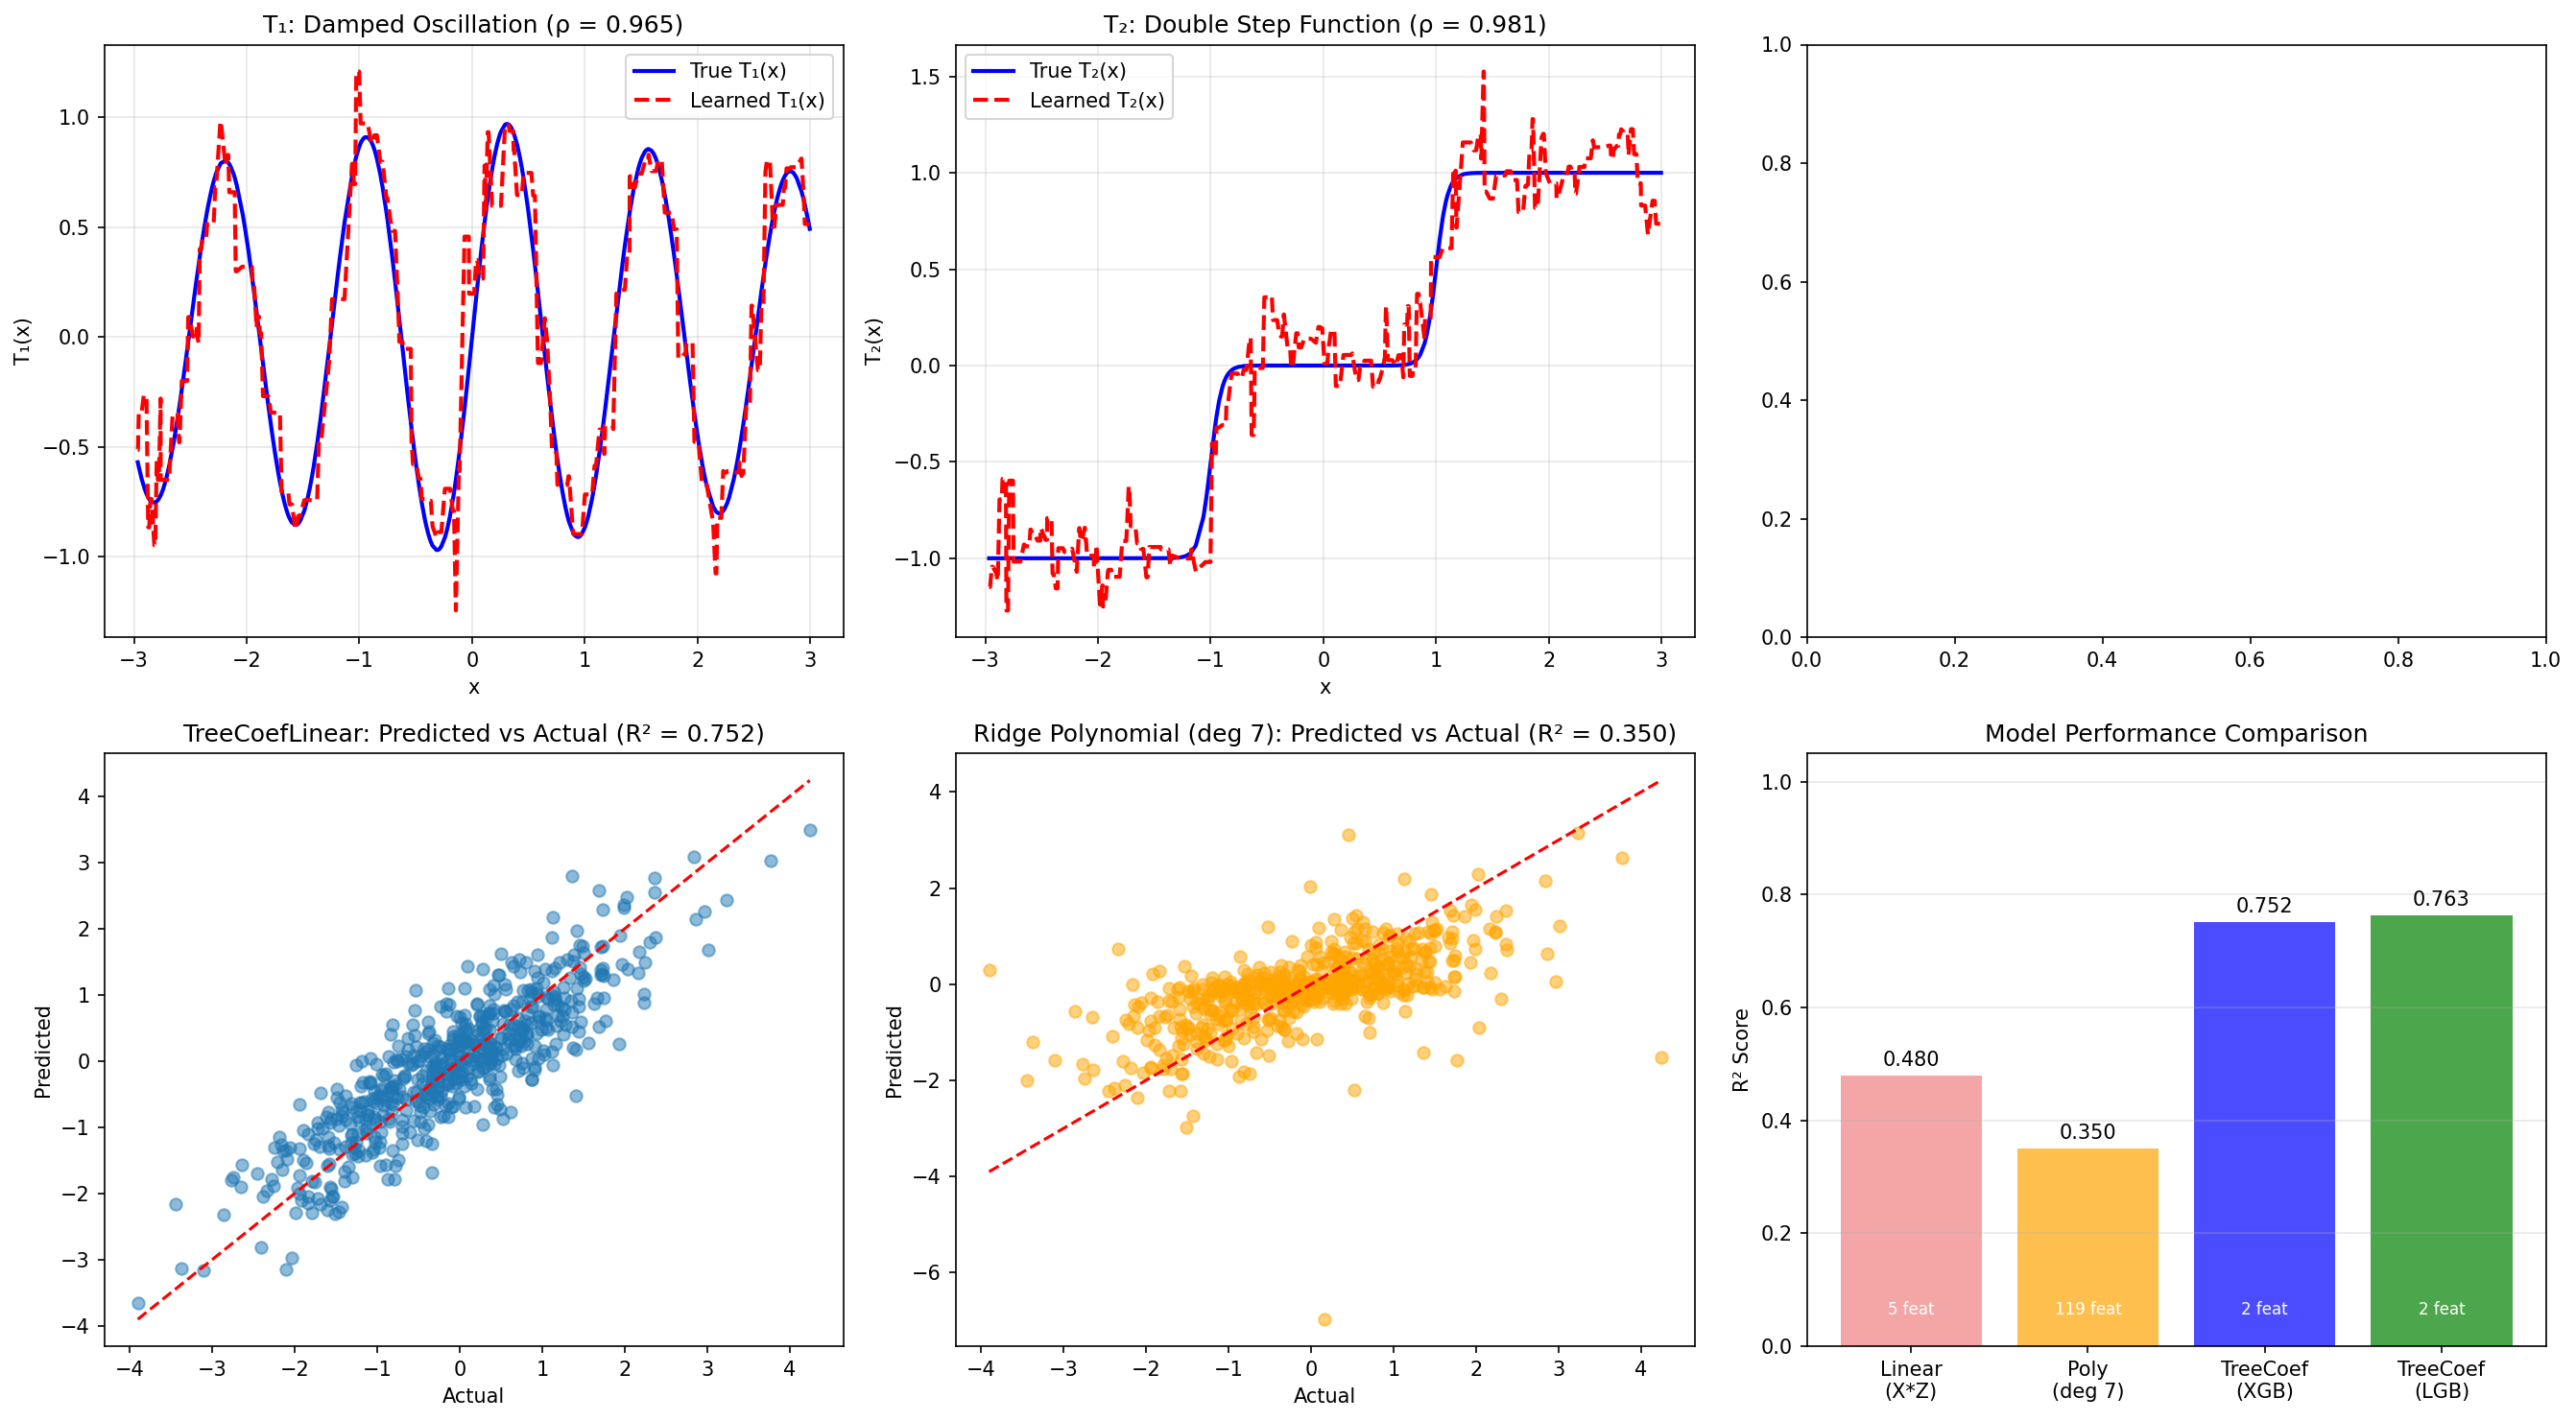 T₁: Damped Oscillation (ρ = 0.965)
True T₁(x)
Learned T₁(x)
1.0
0.5
0.0
−0.5
−1.0
T₁(x)
−3 −2 −1 0 1 2 3
x
T₂: Double Step Function (ρ = 0.981)
True T₂(x)
Learned T₂(x)
1.5
1.0
0.5
0.0
−0.5
−1.0
T₂(x)
−3 −2 −1 0 1 2 3
x
1.0
0.8
0.6
0.4
0.2
0.0
0.0 0.2 0.4 0.6 0.8 1.0
TreeCoefLinear: Predicted vs Actual (R² = 0.752)
4
3
2
1
0
−1
−2
−3
−4
Predicted
−4 −3 −2 −1 0 1 2 3 4
Actual
Ridge Polynomial (deg 7): Predicted vs Actual (R² = 0.350)
4
2
0
−2
−4
−6
Predicted
−4 −3 −2 −1 0 1 2 3 4
Actual
Model Performance Comparison
1.0
0.8
0.6
0.4
0.2
0.0
R² Score
0.480
0.350
0.752
0.763
5 feat
119 feat
2 feat
2 feat
Linear
(X*Z)
Poly
(deg 7)
TreeCoef
(XGB)
TreeCoef
(LGB)